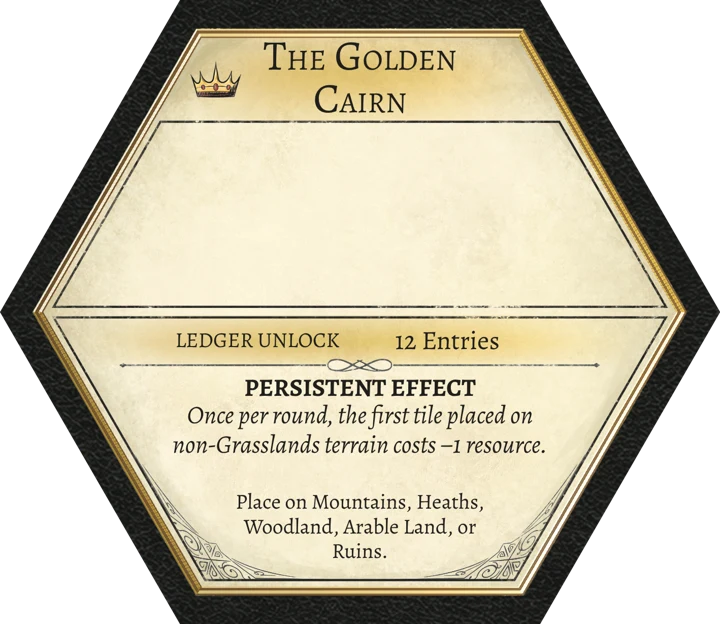 The Golden
Cairn
LEDGER UNLOCK 12 Entries
PERSISTENT EFFECT
Once per round, the first tile placed on
non-Grasslands terrain costs –1 resource.
Place on Mountains, Heaths,
Woodland, Arable Land, or
Ruins.